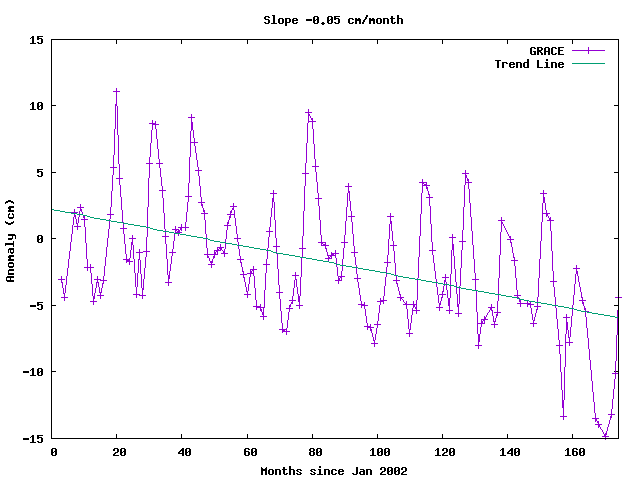 Slope -0.05 cm/month
GRACE
Trend Line
15
10
5
0
-5
-10
-15
Anomaly (cm)
0 20 40 60 80 100 120 140 160
Months since Jan 2002